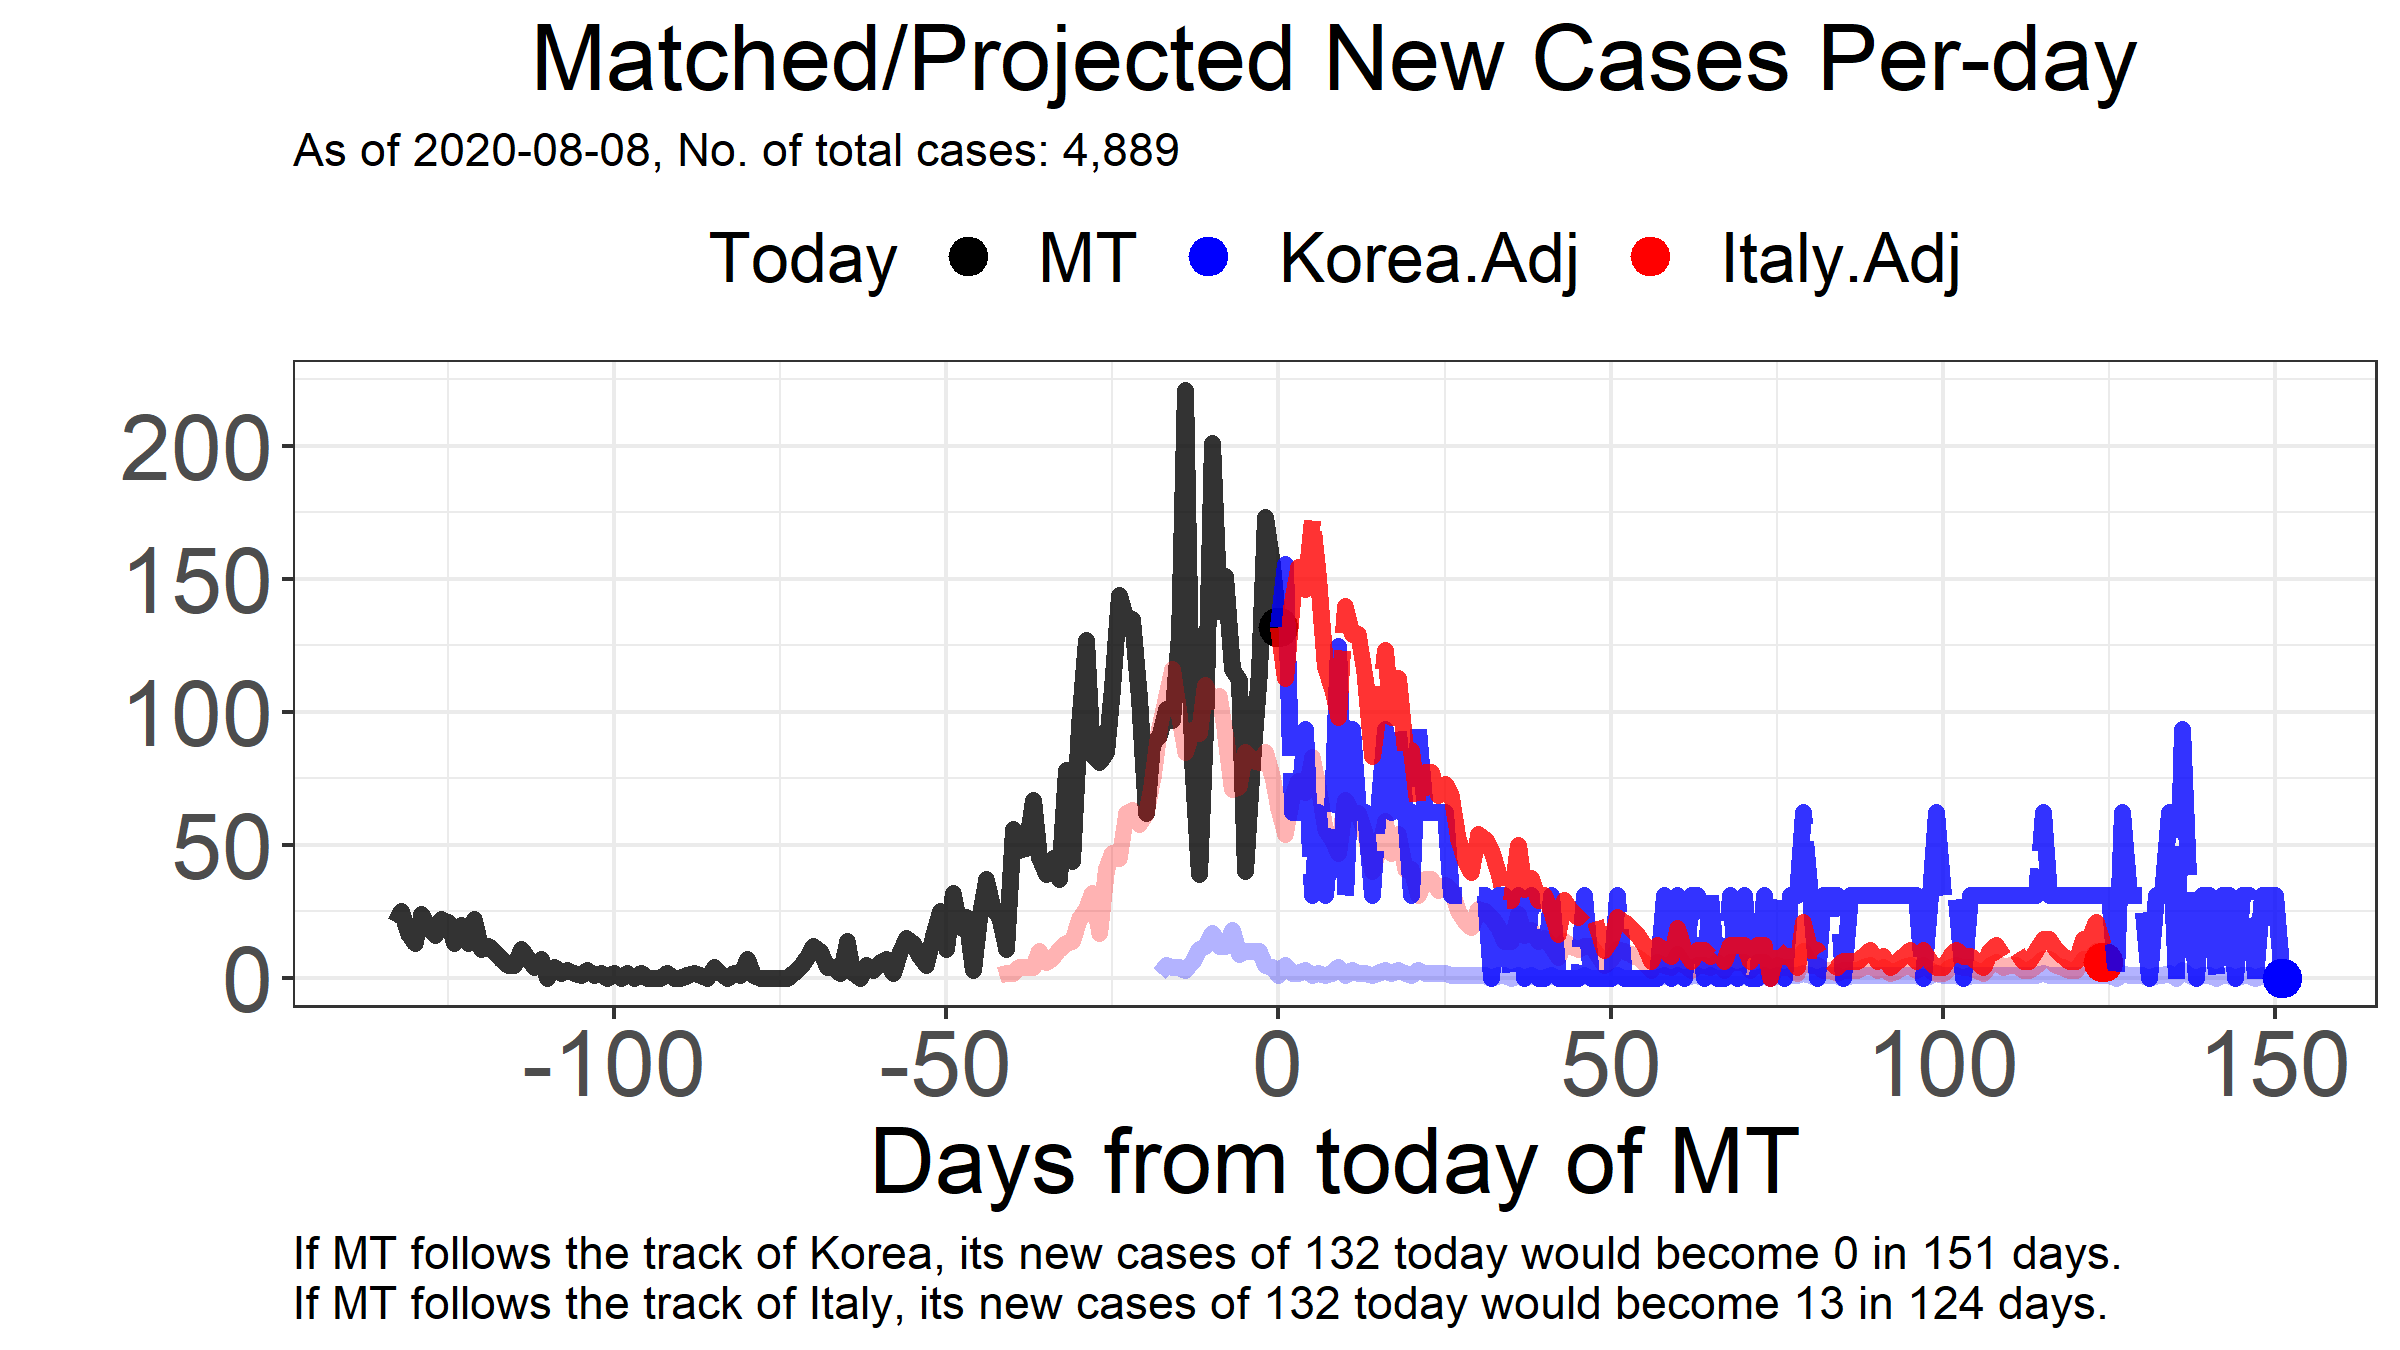 Matched/Projected New Cases Per-day
As of 2020-08-08, No. of total cases: 4,889
Today MT Korea.Adj Italy.Adj
200
150
100
50
0
-100 -50 0 50 100 150
Days from today of MT
If MT follows the track of Korea, its new cases of 132 today would become 0 in 151 days.
If MT follows the track of Italy, its new cases of 132 today would become 13 in 124 days.